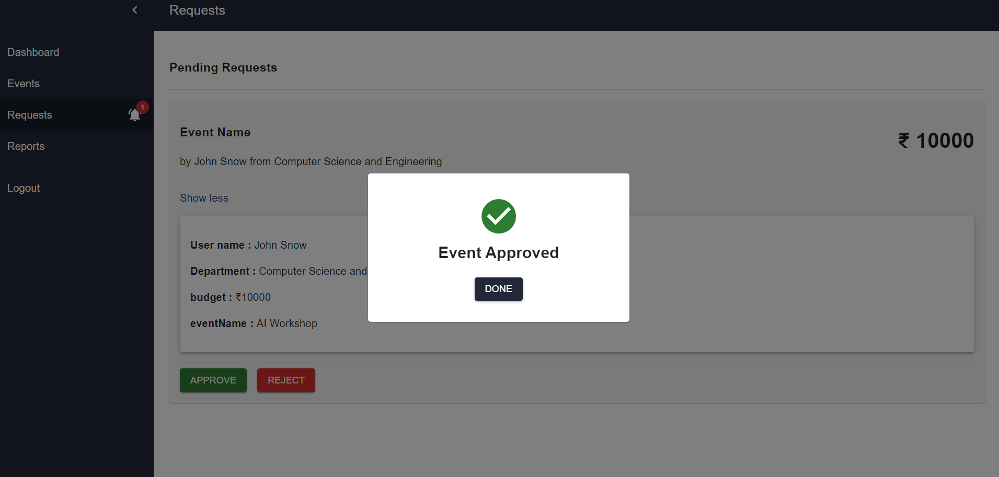 Requests
Dashboard
Events
Requests
1
Reports
Logout
Pending Requests
Event Name
₹ 10000
by John Snow from Computer Science and Engineering
Show less
User name : John Snow
Department : Computer Science and
budget : ₹10000
eventName : AI Workshop
APPROVE
REJECT
Event Approved
DONE